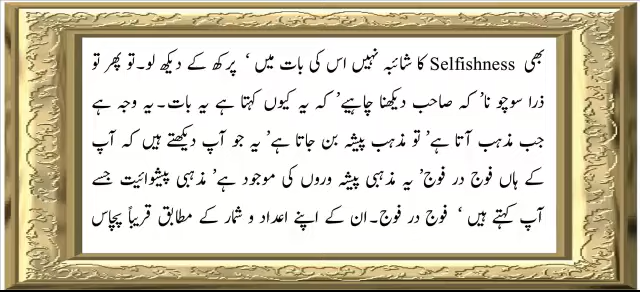 بھی Selfishness کا شائبہ نہیں اس کی بات میں ‘ پرکھ کے دیکھ لو۔تو پھر تو
ذرا سوچو نا’ کہ صاحب دیکھنا چاہیے’ کہ یہ کیوں کہتا ہے یہ بات۔یہ وجہ ہے
جب مذہب آتا ہے’ تو مذہب پیشہ بن جاتا ہے’ یہ جو آپ دیکھتے ہیں کہ آپ
کے ہاں فوج در فوج’ یہ مذہبی پیشہ وروں کی موجود ہے’ مذہبی پیشوائیت جسے
آپ کہتے ہیں ‘ فوج در فوج۔ان کے اپنے اعداد و شمار کے مطابق قریباً پچاس